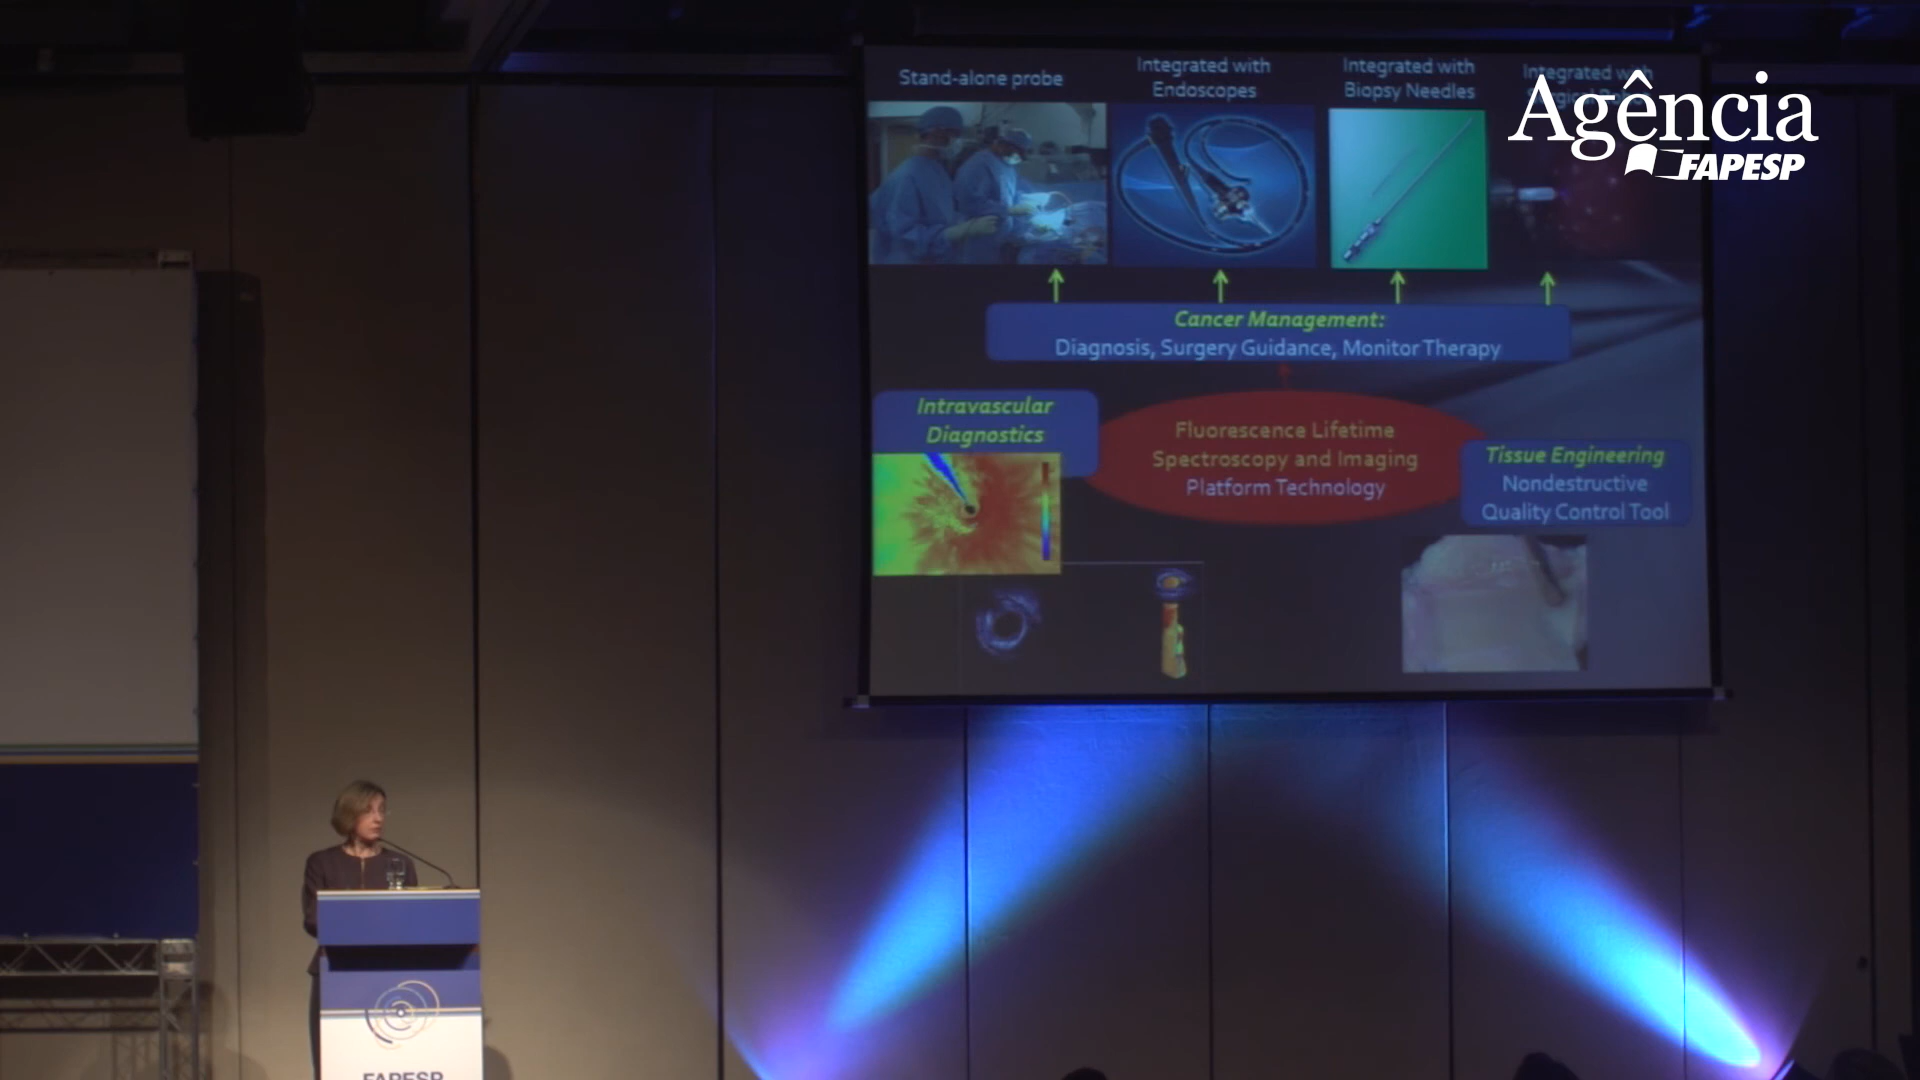 Stand-alone probe
Integrated with
Endoscopes
Integrated with
Biopsy Needles
Integrated with
Agência
FAPESP
Cancer Management:
Diagnosis, Surgery Guidance, Monitor Therapy
Intravascular
Diagnostics
Fluorescence Lifetime
Spectroscopy and Imaging
Platform Technology
Tissue Engineering
Nondestructive
Quality Control Tool
FAPESP